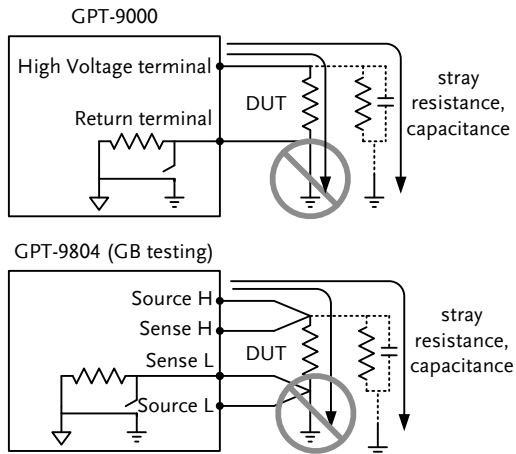 GPT-9000
High Voltage terminal
DUT
Return terminal
stray
resistance,
capacitance
GPT-9804 (GB testing)
Source H
Sense H
Sense L
DUT
Source L
stray
resistance,
capacitance